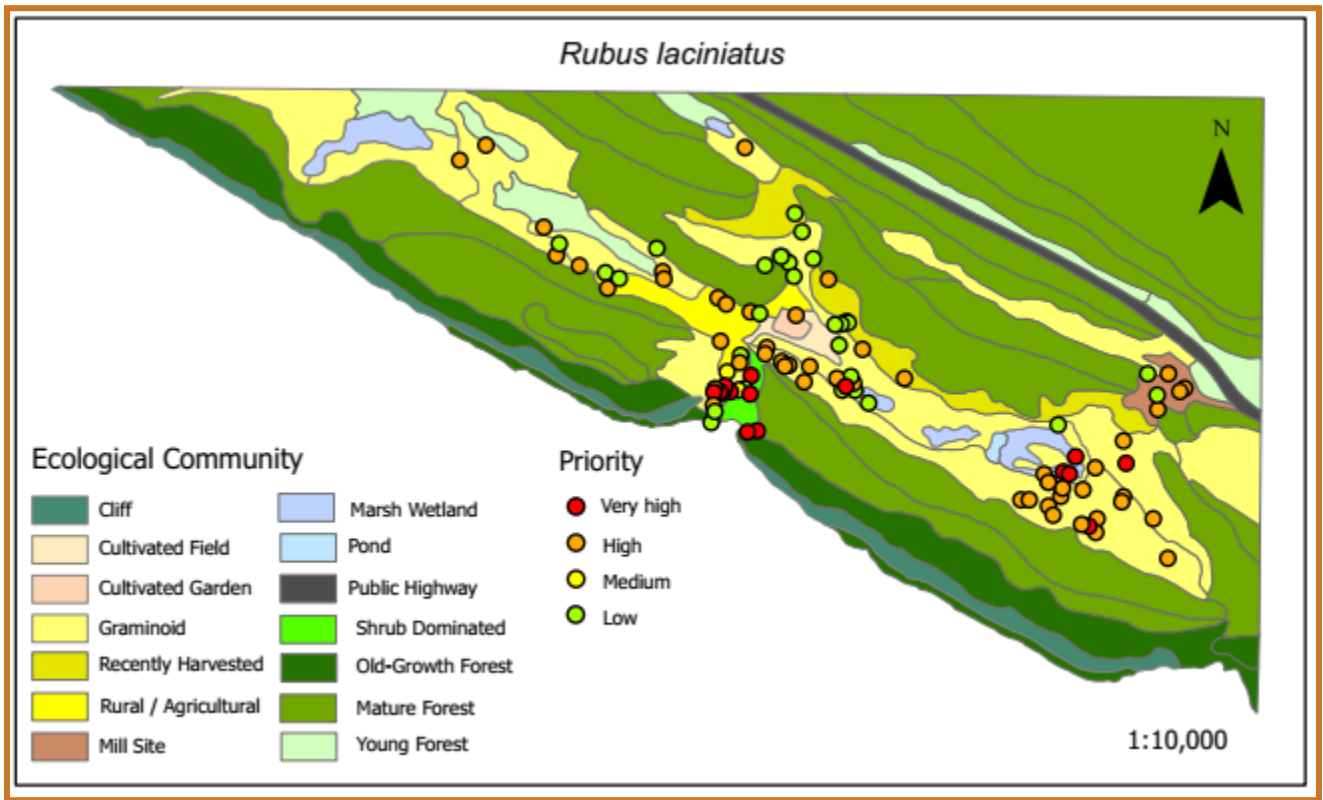 Rubus laciniatus
N
Ecological Community
Cliff
Cultivated Field
Cultivated Garden
Graminoid
Recently Harvested
Rural / Agricultural
Mill Site
Marsh Wetland
Pond
Public Highway
Shrub Dominated
Old-Growth Forest
Mature Forest
Young Forest
Priority
Very high
High
Medium
Low
1:10,000